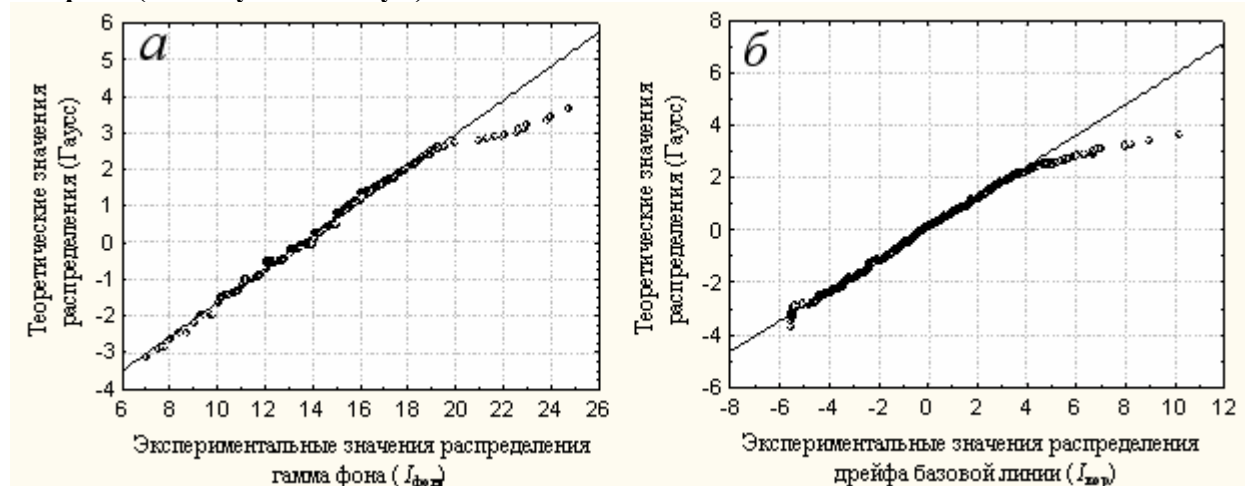 а
6
5
4
3
2
1
0
-1
-2
-3
-4
6 8 10 12 14 16 18 20 22 24 26
Теоретические значения
распределения (Гаусс)
Экспериментальные значения распределения
гамма фона ( Iфон)
б
8
6
4
2
0
-2
-4
-6
-8 -6 -4 -2 0 2 4 6 8 10 12
Теоретические значения
распределения (Гаусс)
Экспериментальные значения распределения
дрейфа базовой линии ( Iкор)